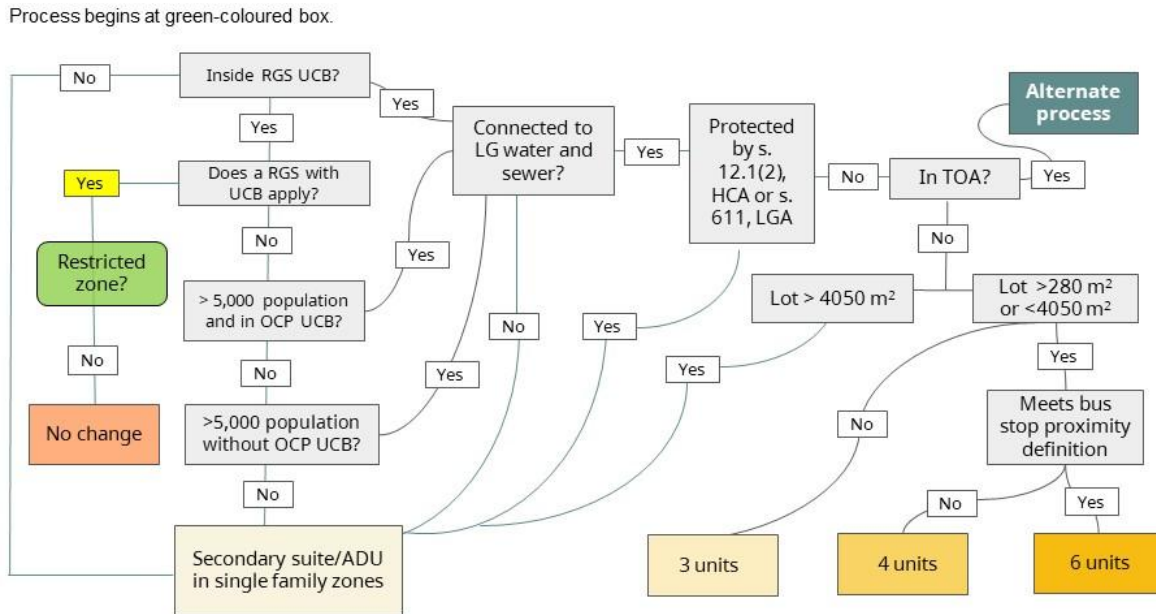 Process begins at green-coloured box.
No
Inside RGS UCB?
Yes
Yes
Does a RGS with
UCB apply?
Yes
Restricted
zone?
No
No change
No
> 5,000 population
and in OCP UCB?
Yes
No
>5,000 population
without OCP UCB?
Yes
No
Secondary suite/ADU
in single family zones
Connected to
LG water and
sewer?
Yes
No
Protected
by s.
12.1(2),
HCA or s.
611, LGA
No
Yes
In TOA?
Yes
Alternate
process
No
Lot > 4050 m²
Yes
Lot >280 m²
or <4050 m²
No
Yes
Meets bus
stop proximity
definition
No
Yes
3 units
4 units
6 units